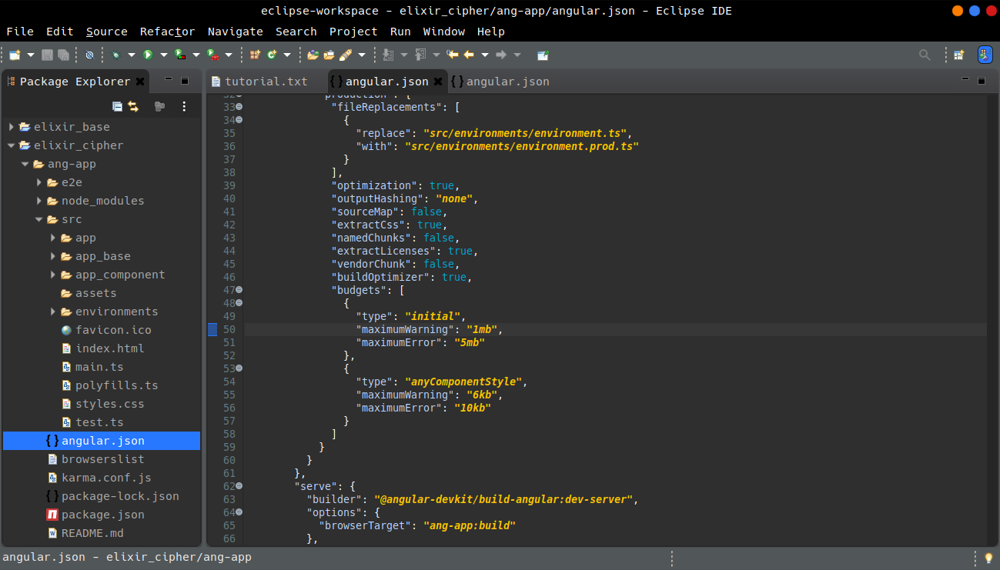 eclipse-workspace - elixir_cipher/ang-app/angular.json - Eclipse IDE
File Edit Source Refactor Navigate Search Project Run Window Help
Package Explorer
elixir_base
elixir_cipher
ang-app
e2e
node_modules
src
app
app_base
app_component
assets
environments
favicon.ico
index.html
main.ts
polyfills.ts
styles.css
test.ts
angular.json
browserslist
karma.conf.js
package-lock.json
package.json
README.md
tutorial.txt angular.json angular.json
32 "production": {
33 "fileReplacements": [
34 {
35 "replace": "src/environments/environment.ts",
36 "with": "src/environments/environment.prod.ts"
37 }
38 ],
39 "optimization": true,
40 "outputHashing": "none",
41 "sourceMap": false,
42 "extractCss": true,
43 "namedChunks": false,
44 "extractLicenses": true,
45 "vendorChunk": false,
46 "buildOptimizer": true,
47 "budgets": [
48 {
49 "type": "initial",
50 "maximumWarning": "1mb",
51 "maximumError": "5mb"
52 },
53 {
54 "type": "anyComponentStyle",
55 "maximumWarning": "6kb",
56 "maximumError": "10kb"
57 }
58 ]
59 }
60 }
61 },
62 "serve": {
63 "builder": "@angular-devkit/build-angular:dev-server",
64 "options": {
65 "browserTarget": "ang-app:build"
66 },
angular.json - elixir_cipher/ang-app